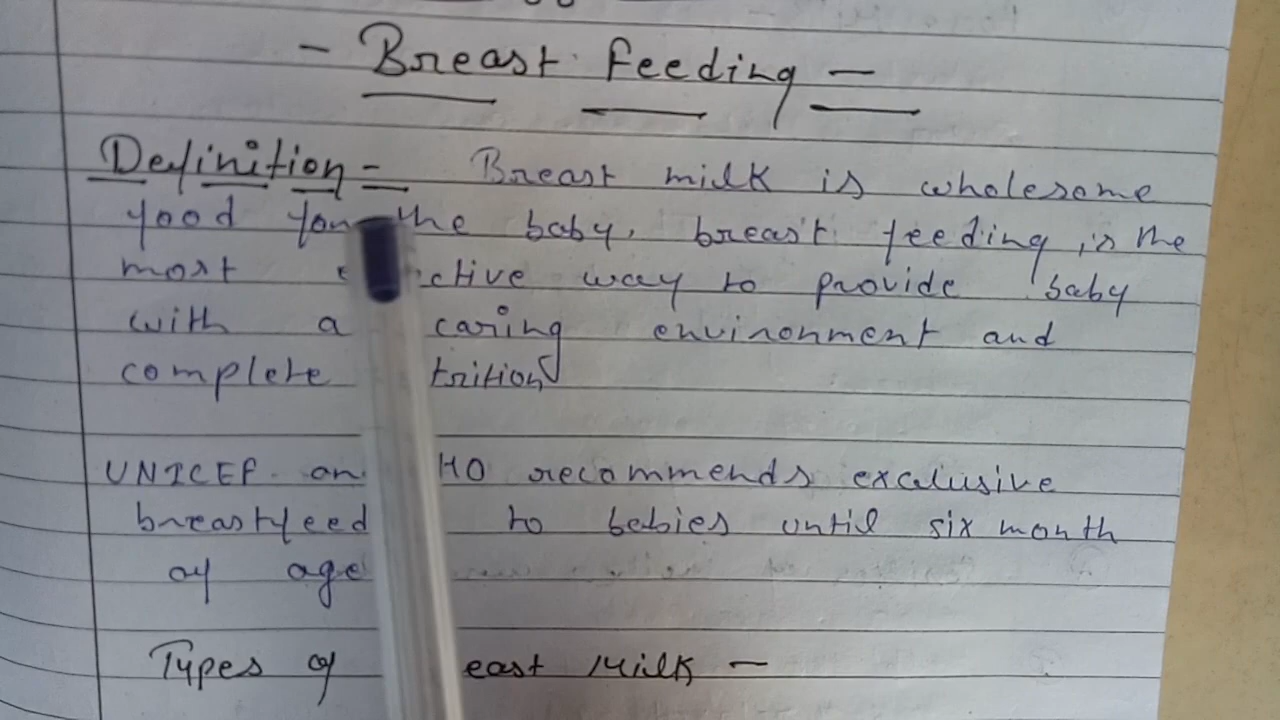 - Breast feeding -
Definition - Breast milk is wholesome
food for the baby, breast feeding is the
most ctive way to provide baby
with a caring environment and
complete trition
UNICEF an HO recommends exclusive
breastfeed to bebies until six month
of age
Types of east Milk -